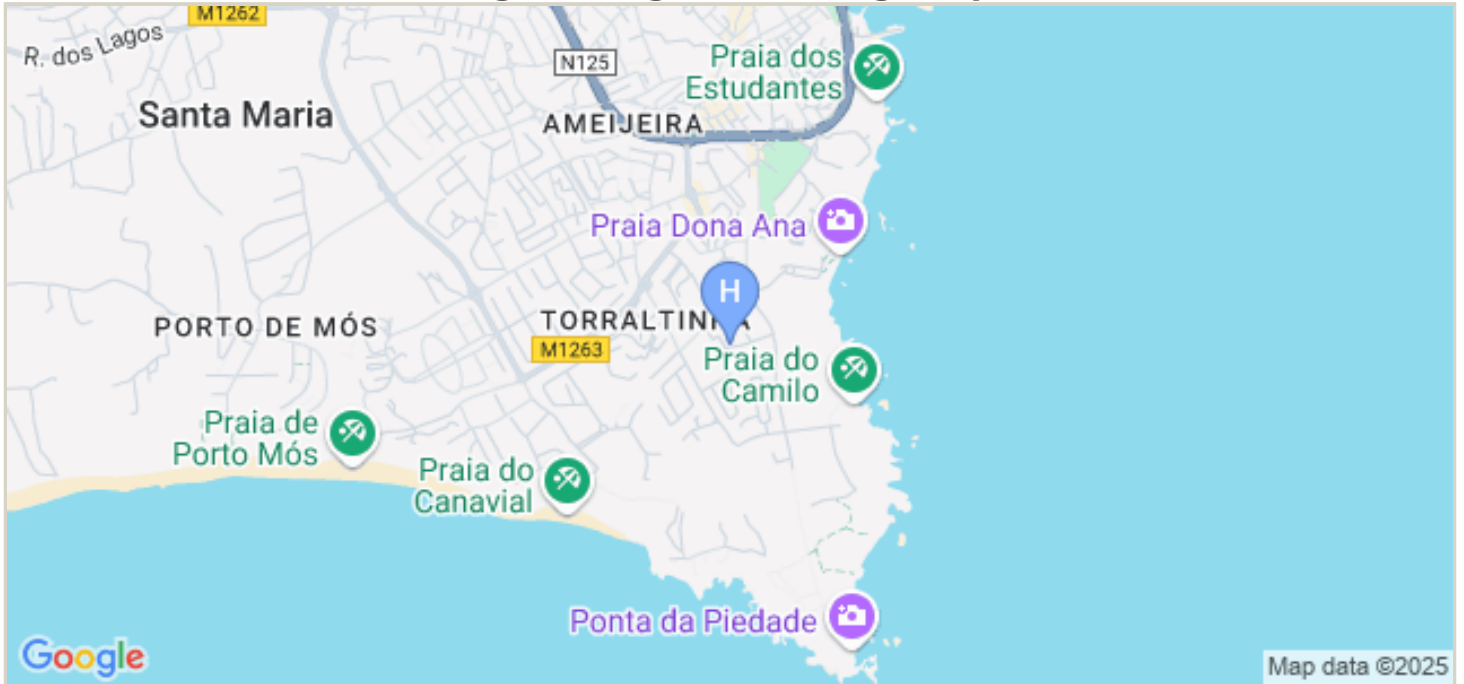 M1262
R. dos Lagos
N125
Praia dos
Estudantes
Santa Maria
AMEIJEIRA
Praia Dona Ana
H
PORTO DE MÓS
TORRALTINHA
M1263
Praia do
Camilo
Praia de
Porto Mós
Praia do
Canavial
Ponta da Piedade
Google
Map data ©2025